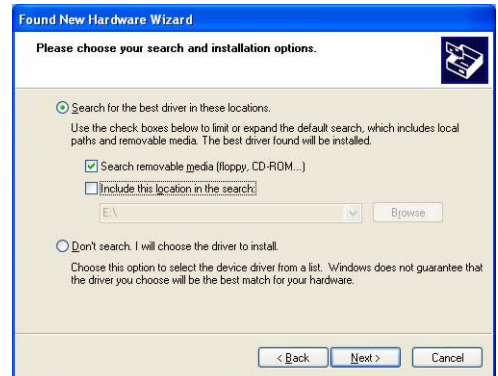 Found New Hardware Wizard
Please choose your search and installation options.
Search for the best driver in these locations.
Use the check boxes below to limit or expand the default search, which includes local
paths and removable media. The best driver found will be installed.
Search removable media (floppy, CD-ROM...)
Include this location in the search:
E:\
Browse
Don't search. I will choose the driver to install.
Choose this option to select the device driver from a list. Windows does not guarantee that
the driver you choose will be the best match for your hardware.
< Back Next > Cancel